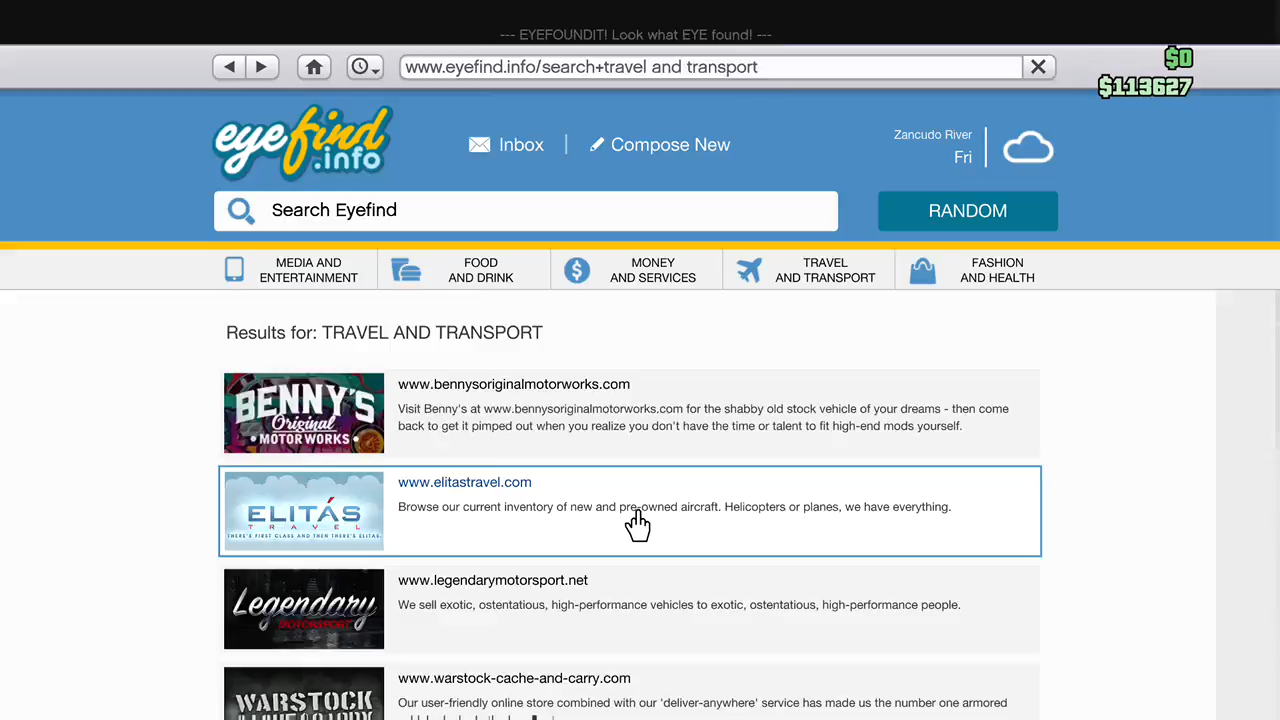 --- EYEFOUNDIT! Look what EYE found! ---
www.eyefind.info/search+travel and transport
$0
$113627
eyefind.info
Inbox
Compose New
Zancudo River
Fri
Search Eyefind
RANDOM
MEDIA AND ENTERTAINMENT
FOOD AND DRINK
MONEY AND SERVICES
TRAVEL AND TRANSPORT
FASHION AND HEALTH
Results for: TRAVEL AND TRANSPORT
BENNY'S
Original
MOTOR WORKS
www.bennysoriginalmotorworks.com
Visit Benny's at www.bennysoriginalmotorworks.com for the shabby old stock vehicle of your dreams - then come
back to get it pimped out when you realize you don't have the time or talent to fit high-end mods yourself.
ELITÁS
TRAVEL
THERE'S FIRST CLASS AND THEN THERE'S ELITAS.
www.elitastravel.com
Browse our current inventory of new and pre-owned aircraft. Helicopters or planes, we have everything.
Legendary
MOTORSPORT
www.legendarymotorsport.net
We sell exotic, ostentatious, high-performance vehicles to exotic, ostentatious, high-performance people.
WARSTOCK
www.warstock-cache-and-carry.com
Our user-friendly online store combined with our 'deliver-anywhere' service has made us the number one armored